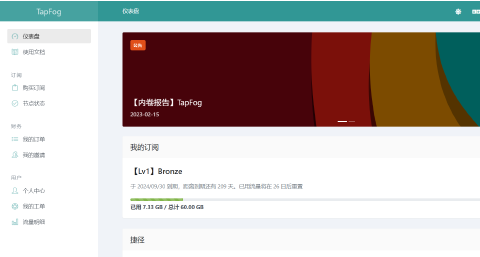 TapFog
仪表盘
仪表盘
使用文档
订阅
购买订阅
节点状态
财务
我的订单
我的邀请
用户
个人中心
我的工单
流量明细
公告
【内卷报告】TapFog
2023-02-15
我的订阅
【Lv1】Bronze
于 2024/09/30 到期，距离到期还有 239 天。已用流量将在 26 日后重置
已用 7.33 GB / 总计 60.00 GB
捷径